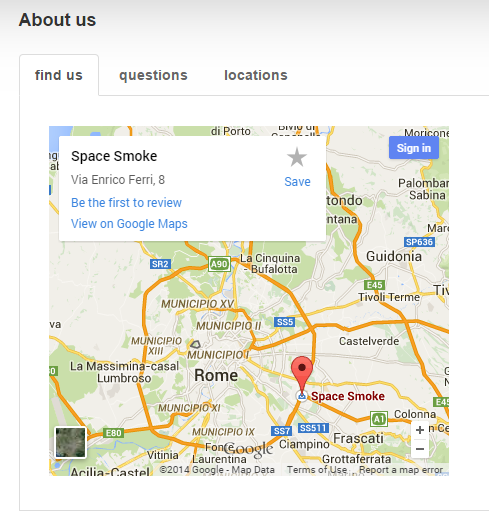 About us
find us
questions
locations
di Porto
Moricone
Space Smoke
Sign in
Via Enrico Ferri, 8
Save
Be the first to review
View on Google Maps
Palombara
Sabina
SP636
Guidonia
SR2
A90
La Cinquina
- Bufalotta
E45
Tivoli Terme
MUNICIPIO XV
MUNICIPIO II
SS5
MUNICIPIO
XIII
MUNICIPIO I
Castelverde
La Massimina-casal
Lumbroso
Rome
Space Smoke
MUNICIPIO XI
A1
Colonna
E45
E80
MUNICIPIO IX
SS7
SS511
Vitinia
Fonte
Laurentina
Google
Ciampino
Frascati
Grottaferrata
Acilia-Castel
©2014 Google - Map Data
Terms of Use
Report a map error
+
−